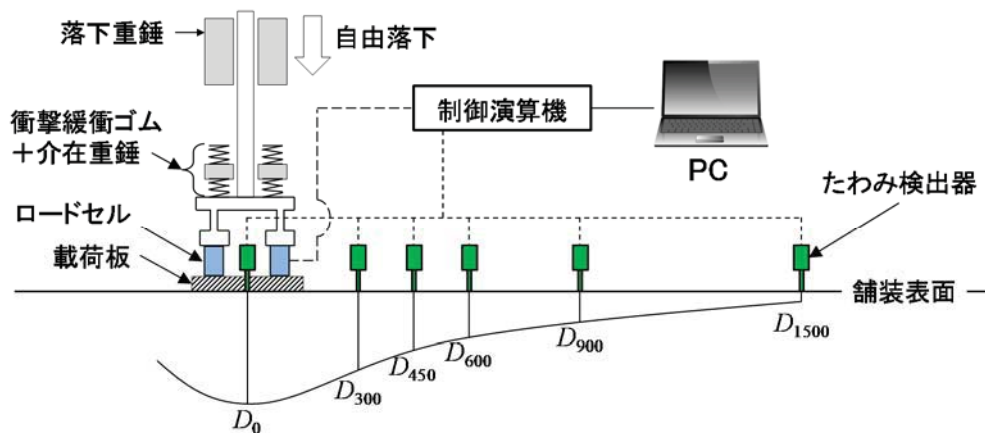 落下重錘
自由落下
衝撃緩衝ゴム
+介在重錘
制御演算機
PC
たわみ検出器
ロードセル
載荷板
舗装表面
D0
D300
D450
D600
D900
D1500